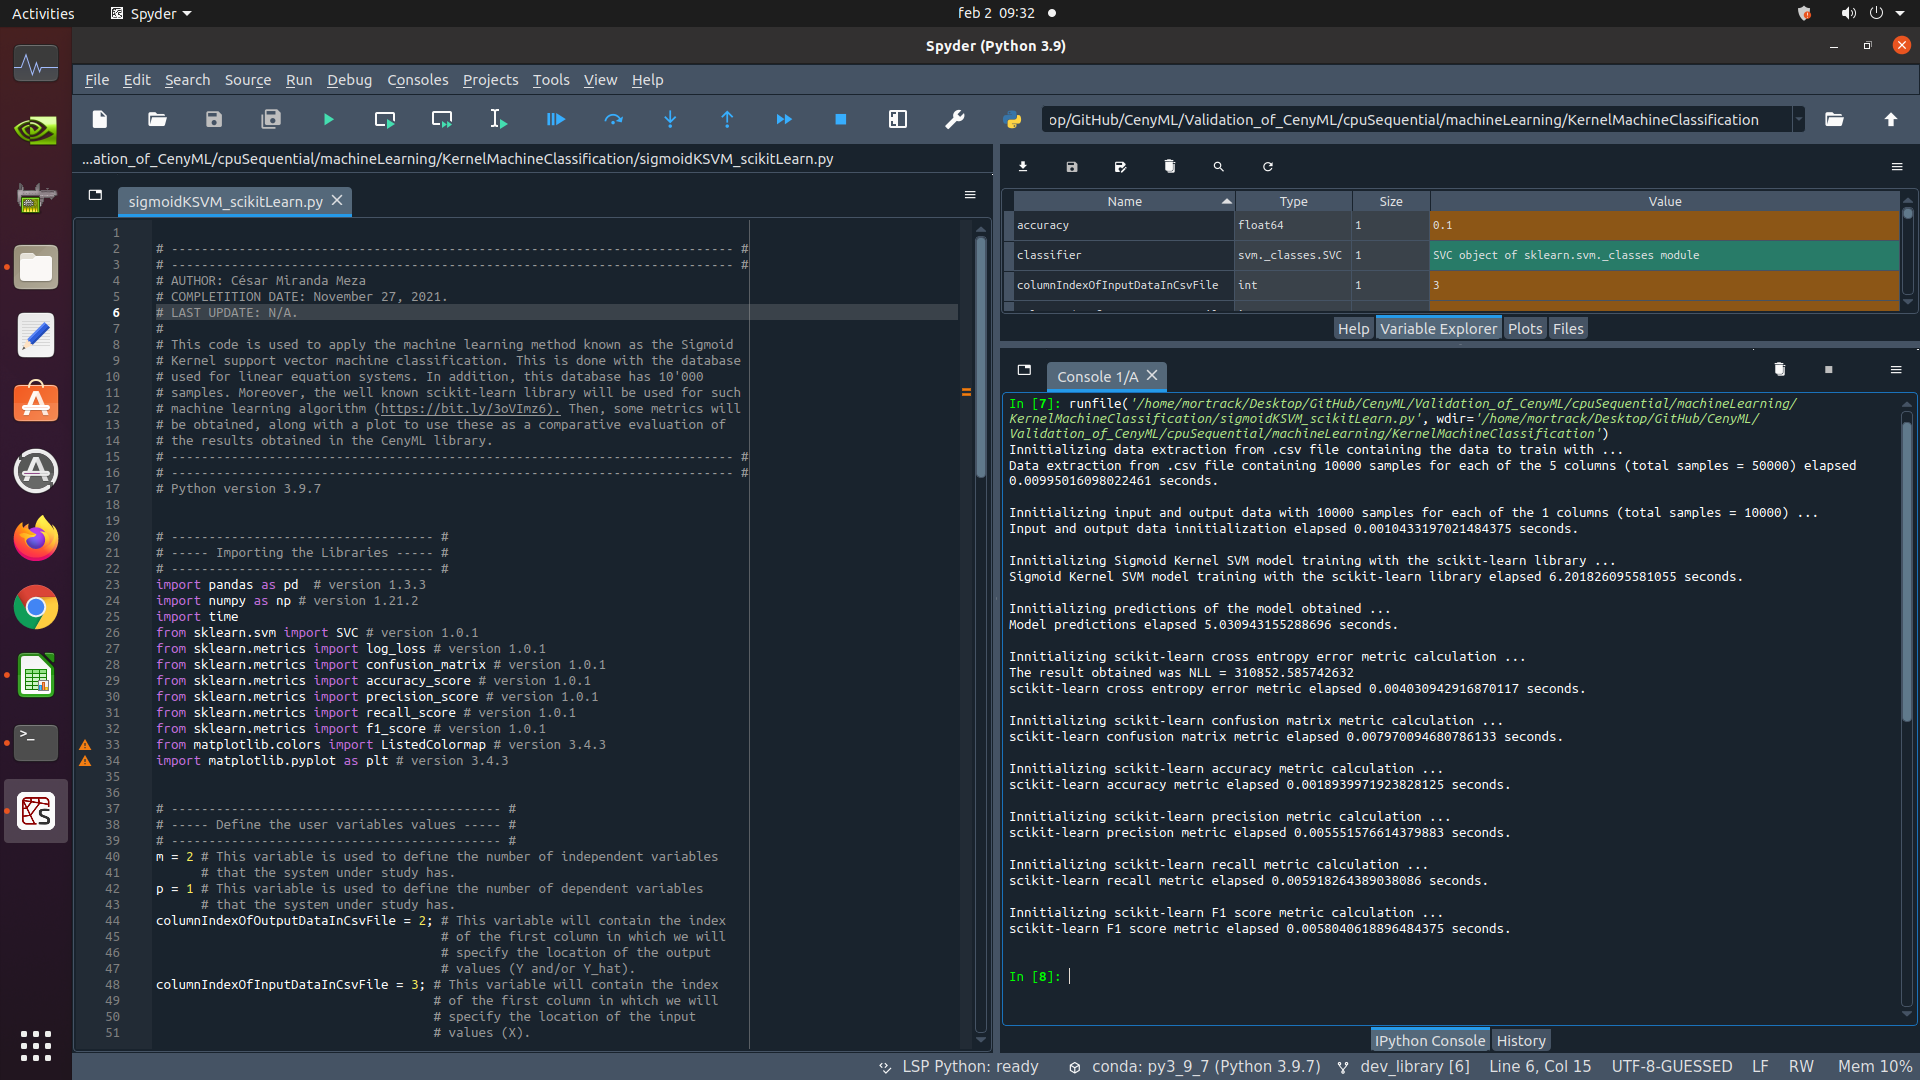 Activities
Spyder
feb 2 09:32
Spyder (Python 3.9)
File Edit Search Source Run Debug Consoles Projects Tools View Help
op/GitHub/CenyML/Validation_of_CenyML/cpuSequential/machineLearning/KernelMachineClassification
...ation_of_CenyML/cpuSequential/machineLearning/KernelMachineClassification/sigmoidKSVM_scikitLearn.py
sigmoidKSVM_scikitLearn.py
1
2 # --------------------------------------------------------------------------- #
3 # --------------------------------------------------------------------------- #
4 # AUTHOR: César Miranda Meza
5 # COMPLETITION DATE: November 27, 2021.
6 # LAST UPDATE: N/A.
7 #
8 # This code is used to apply the machine learning method known as the Sigmoid
9 # Kernel support vector machine classification. This is done with the database
10 # used for linear equation systems. In addition, this database has 10'000
11 # samples. Moreover, the well known scikit-learn library will be used for such
12 # machine learning algorithm (https://bit.ly/3oVImz6). Then, some metrics will
13 # be obtained, along with a plot to use these as a comparative evaluation of
14 # the results obtained in the CenyML library.
15 # --------------------------------------------------------------------------- #
16 # --------------------------------------------------------------------------- #
17 # Python version 3.9.7
18
19
20 # ----------------------------------- #
21 # ----- Importing the Libraries ----- #
22 # ----------------------------------- #
23 import pandas as pd  # version 1.3.3
24 import numpy as np # version 1.21.2
25 import time
26 from sklearn.svm import SVC # version 1.0.1
27 from sklearn.metrics import log_loss # version 1.0.1
28 from sklearn.metrics import confusion_matrix # version 1.0.1
29 from sklearn.metrics import accuracy_score # version 1.0.1
30 from sklearn.metrics import precision_score # version 1.0.1
31 from sklearn.metrics import recall_score # version 1.0.1
32 from sklearn.metrics import f1_score # version 1.0.1
33 from matplotlib.colors import ListedColormap # version 3.4.3
34 import matplotlib.pyplot as plt # version 3.4.3
35
36
37 # -------------------------------------------- #
38 # ----- Define the user variables values ----- #
39 # -------------------------------------------- #
40 m = 2 # This variable is used to define the number of independent variables
41 # that the system under study has.
42 p = 1 # This variable is used to define the number of dependent variables
43 # that the system under study has.
44 columnIndexOfOutputDataInCsvFile = 2; # This variable will contain the index
45 # of the first column in which we will
46 # specify the location of the output
47 # values (Y and/or Y_hat).
48 columnIndexOfInputDataInCsvFile = 3; # This variable will contain the index
49 # of the first column in which we will
50 # specify the location of the input
51 # values (X).
Name Type Size Value
accuracy float64 1 0.1
classifier svm._classes.SVC 1 SVC object of sklearn.svm._classes module
columnIndexOfInputDataInCsvFile int 1 3
Help Variable Explorer Plots Files
Console 1/A
In [7]: runfile('/home/mortrack/Desktop/GitHub/CenyML/Validation_of_CenyML/cpuSequential/machineLearning/
KernelMachineClassification/sigmoidKSVM_scikitLearn.py', wdir='/home/mortrack/Desktop/GitHub/CenyML/
Validation_of_CenyML/cpuSequential/machineLearning/KernelMachineClassification')
Innitializing data extraction from .csv file containing the data to train with ...
Data extraction from .csv file containing 10000 samples for each of the 5 columns (total samples = 50000) elapsed
0.00995016098022461 seconds.
Innitializing input and output data with 10000 samples for each of the 1 columns (total samples = 10000) ...
Input and output data innitialization elapsed 0.0010433197021484375 seconds.
Innitializing Sigmoid Kernel SVM model training with the scikit-learn library ...
Sigmoid Kernel SVM model training with the scikit-learn library elapsed 6.201826095581055 seconds.
Innitializing predictions of the model obtained ...
Model predictions elapsed 5.030943155288696 seconds.
Innitializing scikit-learn cross entropy error metric calculation ...
The result obtained was NLL = 310852.585742632
scikit-learn cross entropy error metric elapsed 0.004030942916870117 seconds.
Innitializing scikit-learn confusion matrix metric calculation ...
scikit-learn confusion matrix metric elapsed 0.007970094680786133 seconds.
Innitializing scikit-learn accuracy metric calculation ...
scikit-learn accuracy metric elapsed 0.0018939971923828125 seconds.
Innitializing scikit-learn precision metric calculation ...
scikit-learn precision metric elapsed 0.005551576614379883 seconds.
Innitializing scikit-learn recall metric calculation ...
scikit-learn recall metric elapsed 0.005918264389038086 seconds.
Innitializing scikit-learn F1 score metric calculation ...
scikit-learn F1 score metric elapsed 0.0058040618896484375 seconds.
In [8]:
IPython Console History
LSP Python: ready conda: py3_9_7 (Python 3.9.7) dev_library [6] Line 6, Col 15 UTF-8-GUESSED LF RW Mem 10%